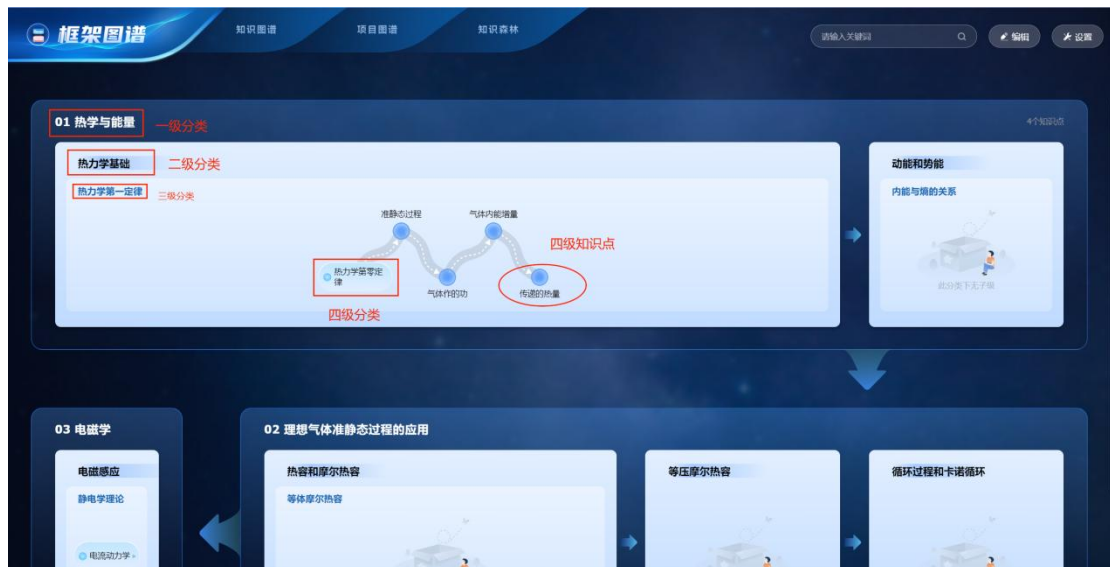 框架图谱
知识图谱
项目图谱
知识森林
请输入关键词
编辑
设置
01 热学与能量
一级分类
4个知识点
热力学基础
二级分类
热力学第一定律
三级分类
准静态过程
气体内能增量
四级知识点
热力学第零定
律
气体作的功
传递的热量
四级分类
动能和势能
内能与熵的关系
此分类下无子级
03 电磁学
电磁感应
静电学理论
电流动力学
02 理想气体准静态过程的应用
热容和摩尔热容
等体摩尔热容
等压摩尔热容
循环过程和卡诺循环